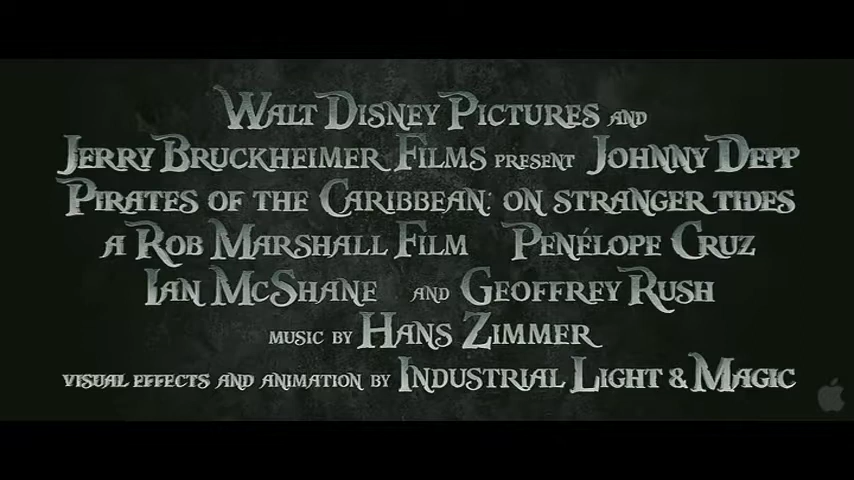 WALT DISNEY PICTURES AND
JERRY BRUCKHEIMER FILMS PRESENT JOHNNY DEPP
PIRATES OF THE CARIBBEAN: ON STRANGER TIDES
A ROB MARSHALL FILM PENÉLOPE CRUZ
IAN MCSHANE AND GEOFFREY RUSH
MUSIC BY HANS ZIMMER
VISUAL EFFECTS AND ANIMATION BY INDUSTRIAL LIGHT & MAGIC